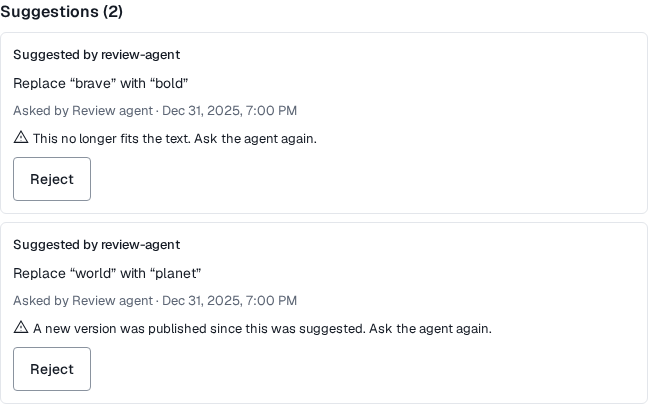 Suggestions (2)
Suggested by review-agent
Replace “brave” with “bold”
Asked by Review agent · Dec 31, 2025, 7:00 PM
This no longer fits the text. Ask the agent again.
Reject
Suggested by review-agent
Replace “world” with “planet”
Asked by Review agent · Dec 31, 2025, 7:00 PM
A new version was published since this was suggested. Ask the agent again.
Reject